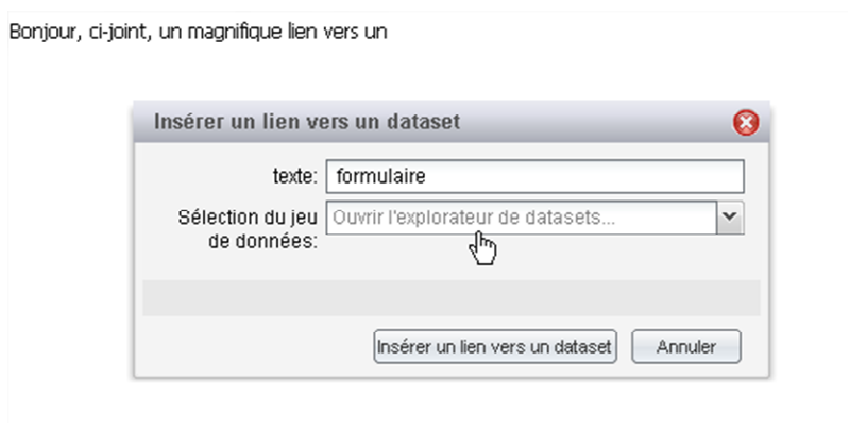 Bonjour, ci-joint, un magnifique lien vers un
Insérer un lien vers un dataset
texte: formulaire
Sélection du jeu de données: Ouvrir l'explorateur de datasets...
Insérer un lien vers un dataset Annuler